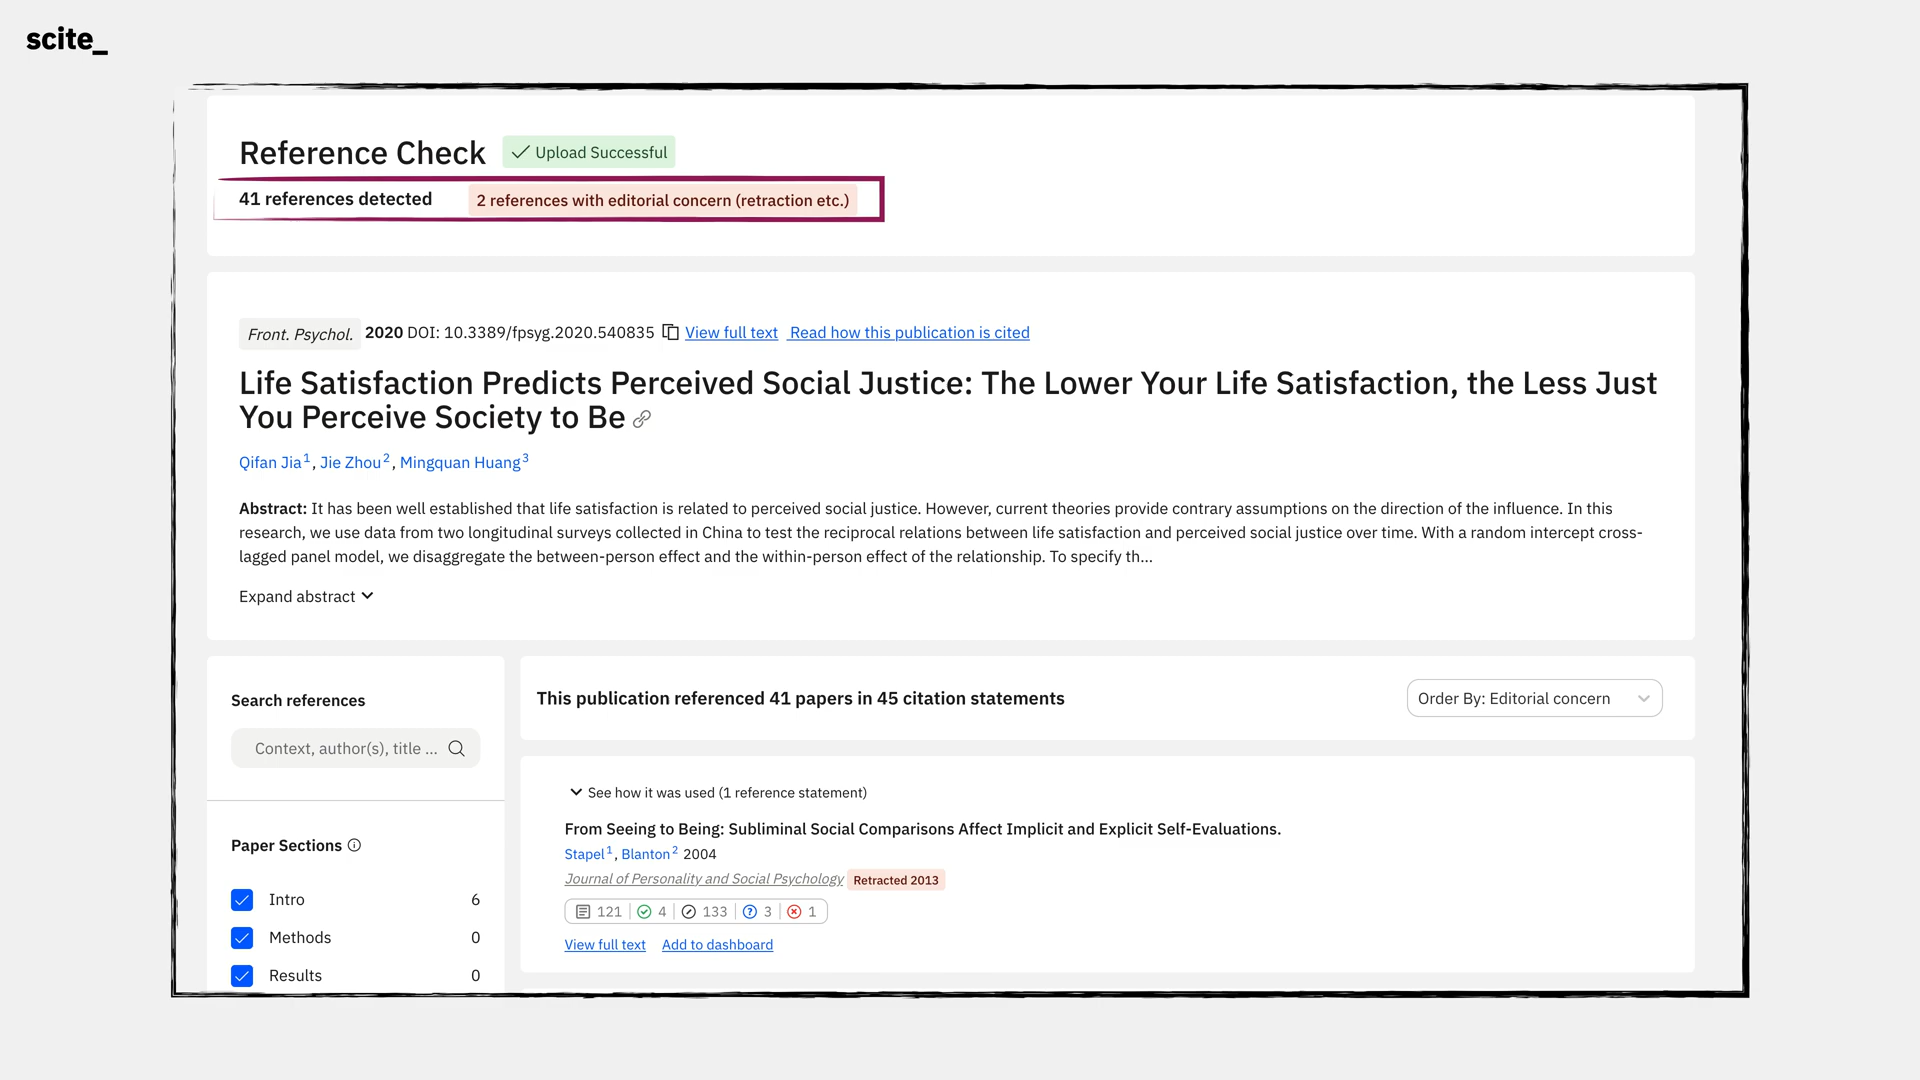 scite_
Reference Check
Upload Successful
41 references detected
2 references with editorial concern (retraction etc.)
Front. Psychol. 2020 DOI: 10.3389/fpsyg.2020.540835 View full text Read how this publication is cited
Life Satisfaction Predicts Perceived Social Justice: The Lower Your Life Satisfaction, the Less Just
You Perceive Society to Be
Qifan Jia1, Jie Zhou2, Mingquan Huang3
Abstract: It has been well established that life satisfaction is related to perceived social justice. However, current theories provide contrary assumptions on the direction of the influence. In this
research, we use data from two longitudinal surveys collected in China to test the reciprocal relations between life satisfaction and perceived social justice over time. With a random intercept cross-
lagged panel model, we disaggregate the between-person effect and the within-person effect of the relationship. To specify th...
Expand abstract
Search references
Context, author(s), title ...
Paper Sections
Intro 6
Methods 0
Results 0
This publication referenced 41 papers in 45 citation statements
Order By: Editorial concern
See how it was used (1 reference statement)
From Seeing to Being: Subliminal Social Comparisons Affect Implicit and Explicit Self-Evaluations.
Stapel1, Blanton2 2004
Journal of Personality and Social Psychology Retracted 2013
121 4 133 3 1
View full text Add to dashboard